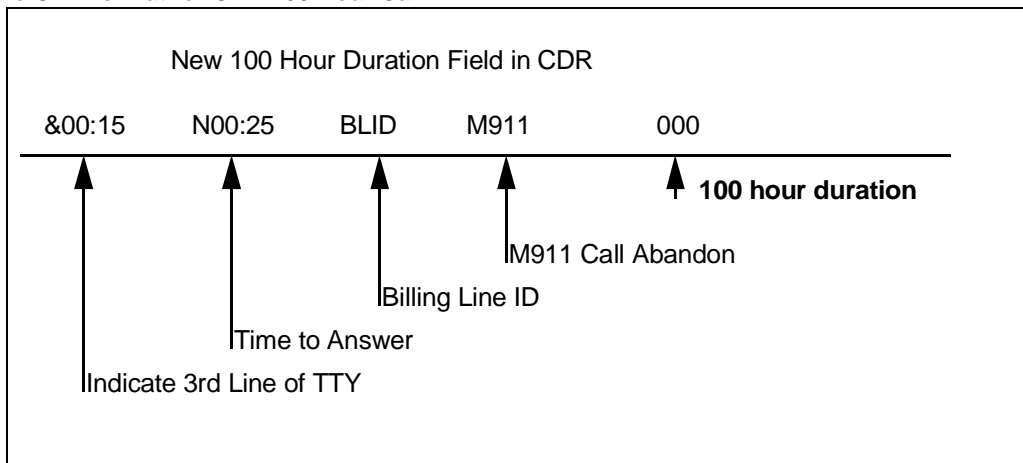 New 100 Hour Duration Field in CDR
&00:15 N00:25 BLID M911 000
100 hour duration
M911 Call Abandon
Billing Line ID
Time to Answer
Indicate 3rd Line of TTY